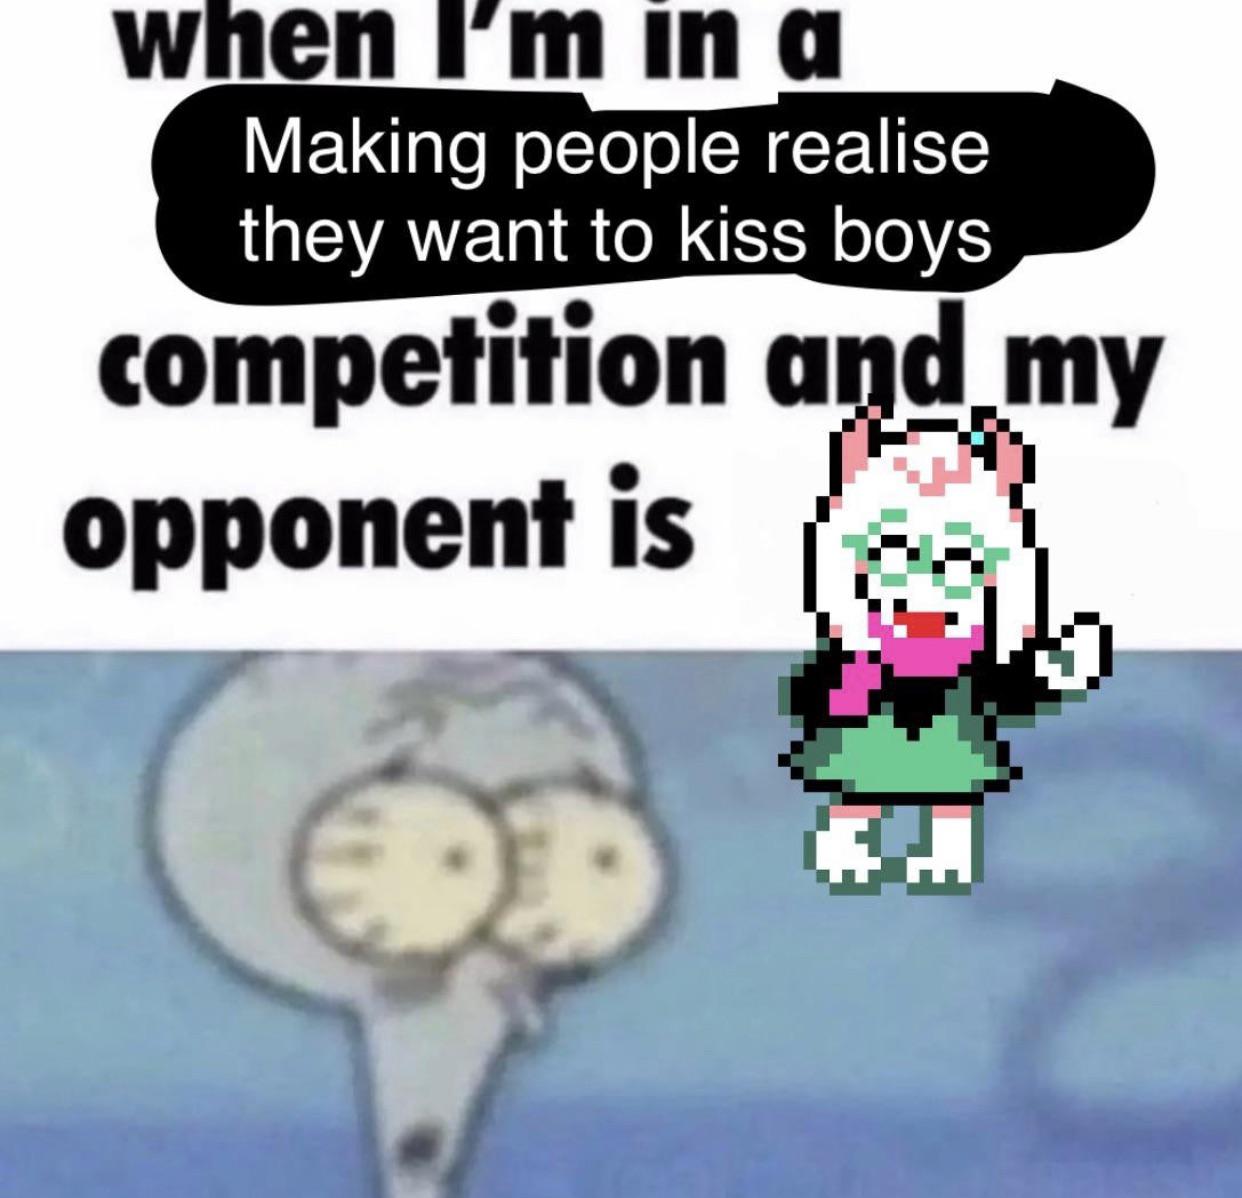 when I'm in a
Making people realise
they want to kiss boys
competition and my
opponent is